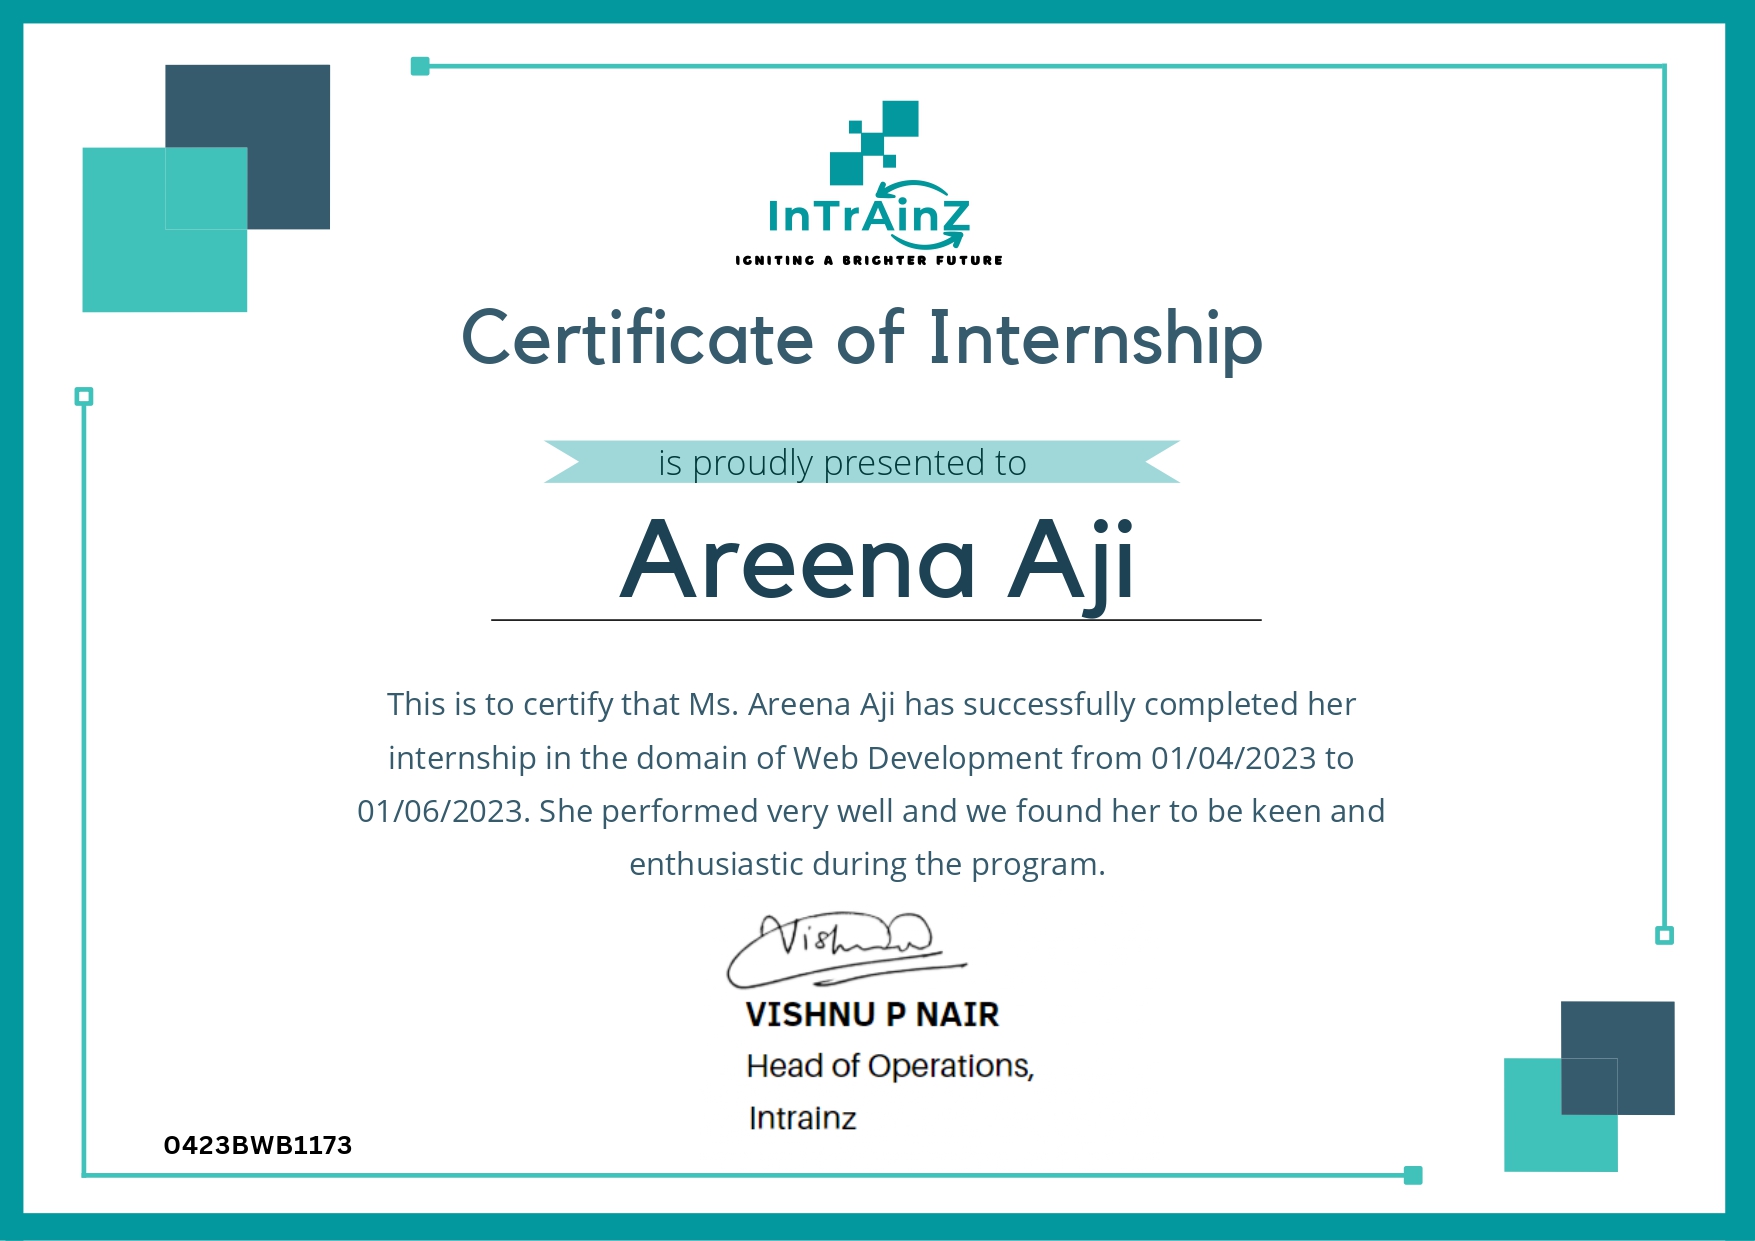 InTrAinZ
IGNITING A BRIGHTER FUTURE
Certificate of Internship
is proudly presented to
Areena Aji
This is to certify that Ms. Areena Aji has successfully completed her
internship in the domain of Web Development from 01/04/2023 to
01/06/2023. She performed very well and we found her to be keen and
enthusiastic during the program.
Vishnu
VISHNU P NAIR
Head of Operations,
Intrainz
0423BWB1173